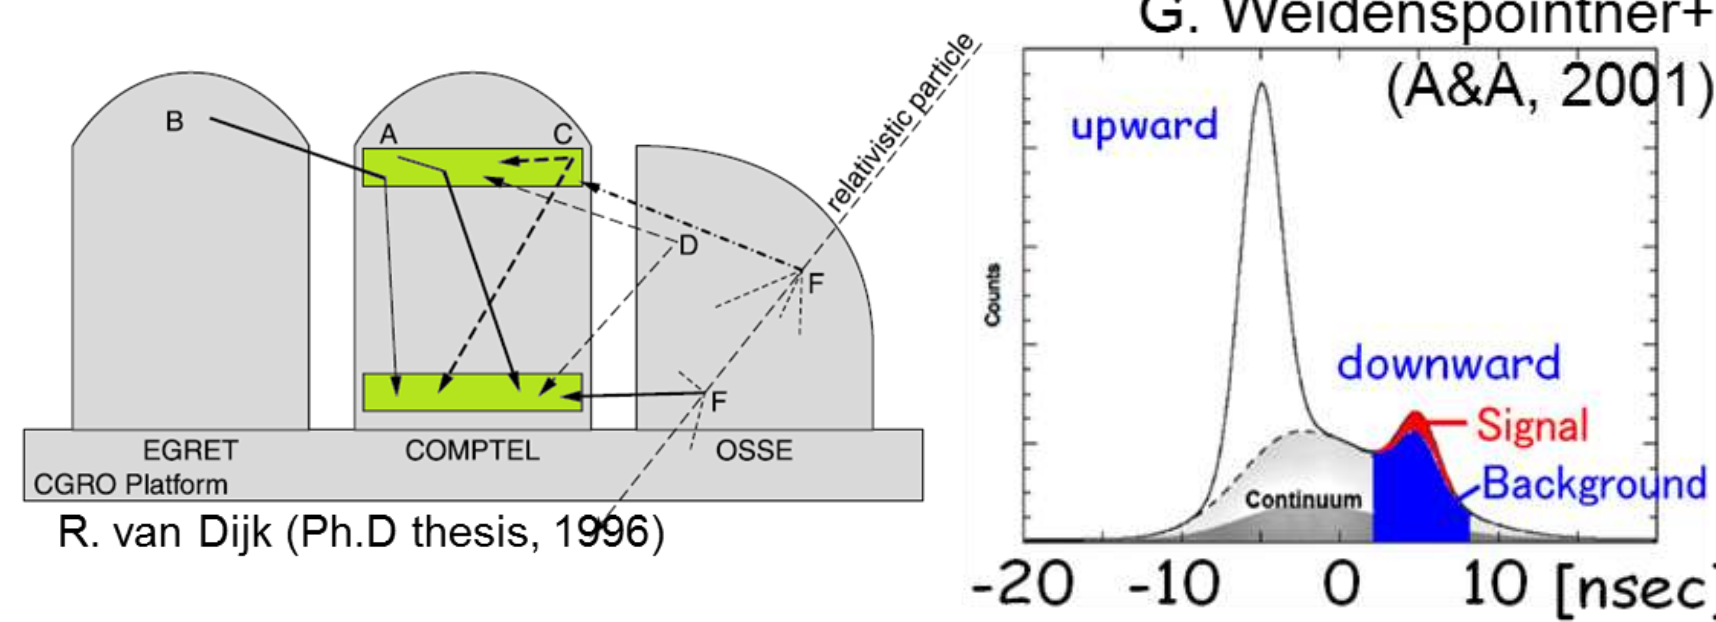 B
A
C
D
F
F
relativistic particle
EGRET
COMPTEL
OSSE
CGRO Platform
R. van Dijk (Ph.D thesis, 1996)
G. Weidenspointner+
(A&A, 2001)
upward
Counts
downward
Signal
Background
Continuum
-20 -10 0 10 [nsec]